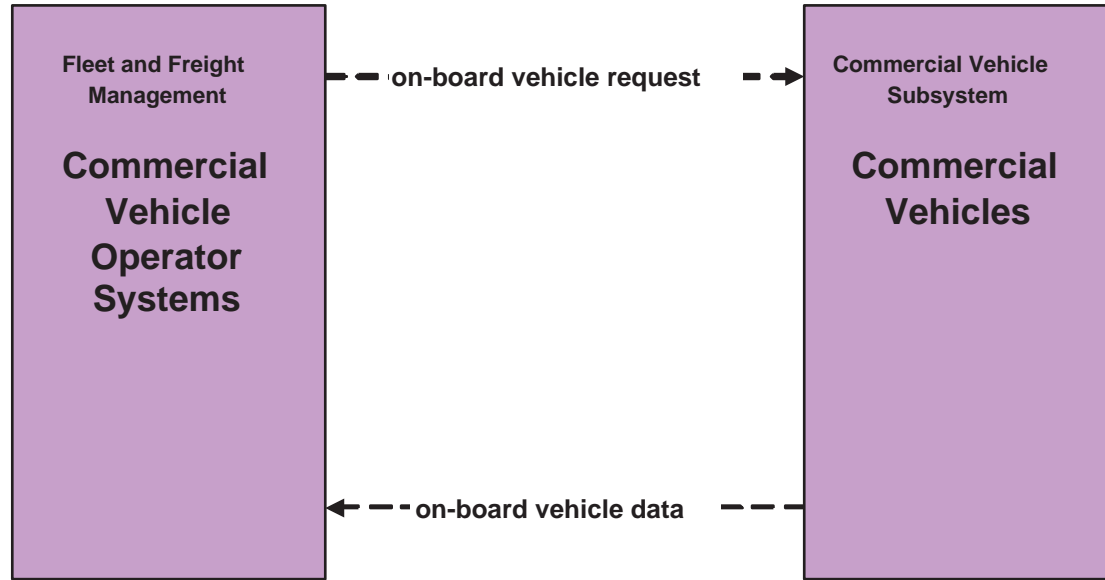 Fleet and Freight
Management
Commercial
Vehicle
Operator
Systems
on-board vehicle request
Commercial Vehicle
Subsystem
Commercial
Vehicles
on-board vehicle data